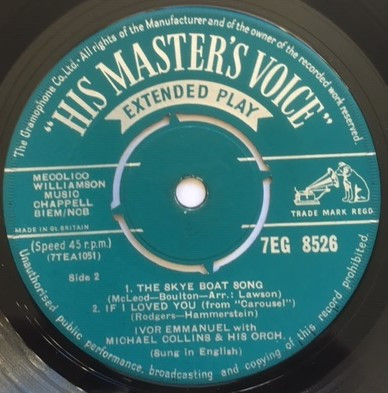 The Gramophone Co. Ltd. · All rights of the Manufacturer and of the owner of the recorded work reserved.
"HIS MASTER'S VOICE"
EXTENDED PLAY
MECOLICO
WILLIAMSON
MUSIC
CHAPPELL
BIEM/NCB
MADE IN GT. BRITAIN
TRADE MARK REGD.
(Speed 45 r.p.m.)
(7TEA1051)
7EG 8526
Side 2
1. THE SKYE BOAT SONG
(McLeod—Boulton—Arr.: Lawson)
2. IF I LOVED YOU (from "Carousel")
(Rodgers—Hammerstein)
IVOR EMMANUEL with
MICHAEL COLLINS & HIS ORCH.
(Sung in English)
Unauthorised public performance, broadcasting and copying of this record prohibited.